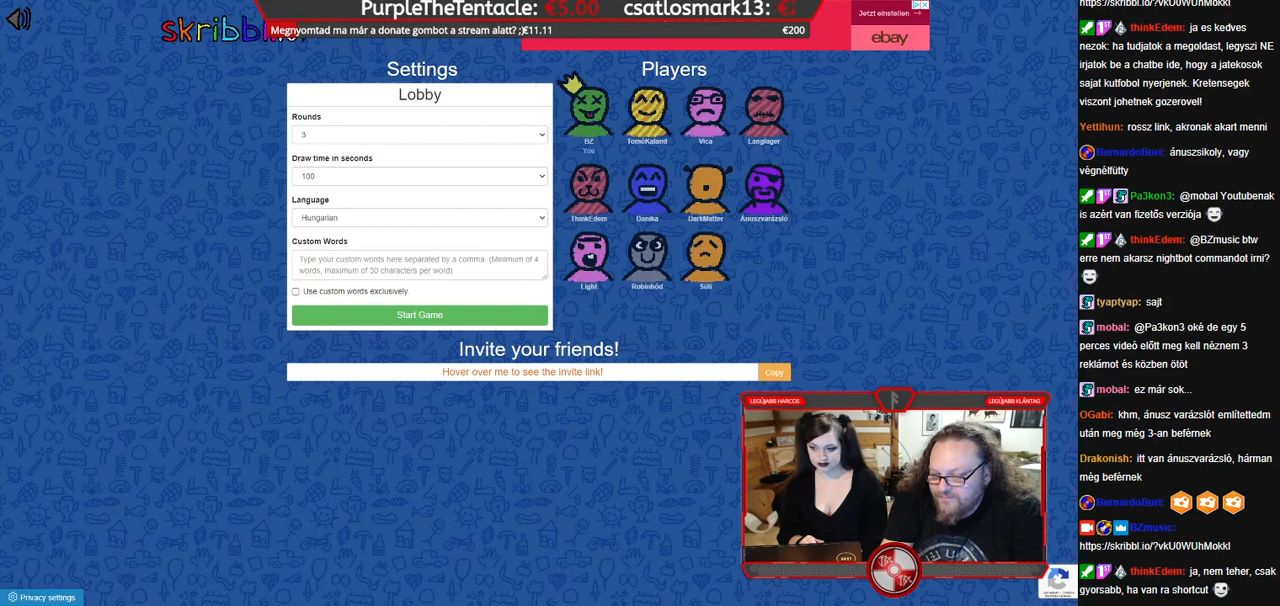 PurpleTheTentacle: €5.00 csatlosmark13: €
Megnyomtad ma már a donate gombot a stream alatt? ;)€11.11
€200
Jetzt einstellen →
ebay
skribbl
Settings
Lobby
Rounds
3
Draw time in seconds
100
Language
Hungarian
Custom Words
Type your custom words here separated by a comma (Minimum of 4
words, maximum of 30 characters per word)
Use custom words exclusively.
Start Game
Players
BZ
You
TomóKaland
Vica
Langlager
ThinkEdem
Danika
DarkMatter
Ánuszvarázsló
Light
Robinhód
Süti
Invite your friends!
Hover over me to see the invite link!
Copy
LEGÚJABB HARCOS
LEGÚJABB KLÁNTAG
Privacy settings
https://skribbl.io/?vkU0WUhMokkI
thinkEdem: ja es kedves
nezok: ha tudjatok a megoldast, legyszi NE
irjatok be a chatbe ide, hogy a jatekosok
sajat kutfobol nyerjenek. Kretensegek
viszont johetnek gozerovel!
Yettihun: rossz link, akronak akart menni
BernardoBuri: ánuszsikoly, vagy
végnélfütty
Pa3kon3: @mobal Youtubenak
is azért van fizetős verziója
thinkEdem: @BZmusic btw
erre nem akarsz nightbot commandot irni?
tyaptyap: sajt
mobal: @Pa3kon3 oké de egy 5
perces videó előtt meg kell néznem 3
reklámot és közben ötöt
mobal: ez már sok...
OGabi: khm, ánusz varázslót említettedm
után meg még 3-an beférnek
Drakonish: itt van ánuszvarázsló, hárman
még beférnek
BernardoBuri:
BZmusic:
https://skribbl.io/?vkU0WUhMokkI
thinkEdem: ja, nem teher, csak
gyorsabb, ha van ra shortcut